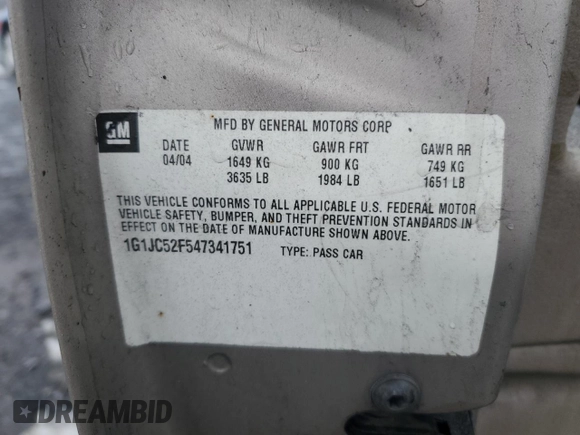 GM
MFD BY GENERAL MOTORS CORP
DATE GVWR GAWR FRT GAWR RR
04/04 1649 KG 900 KG 749 KG
3635 LB 1984 LB 1651 LB
THIS VEHICLE CONFORMS TO ALL APPLICABLE U.S. FEDERAL MOTOR
VEHICLE SAFETY, BUMPER, AND THEFT PREVENTION STANDARDS IN
EFFECT ON THE DATE OF MANUFACTURE SHOWN ABOVE.
1G1JC52F547341751 TYPE: PASS CAR
DREAMBID